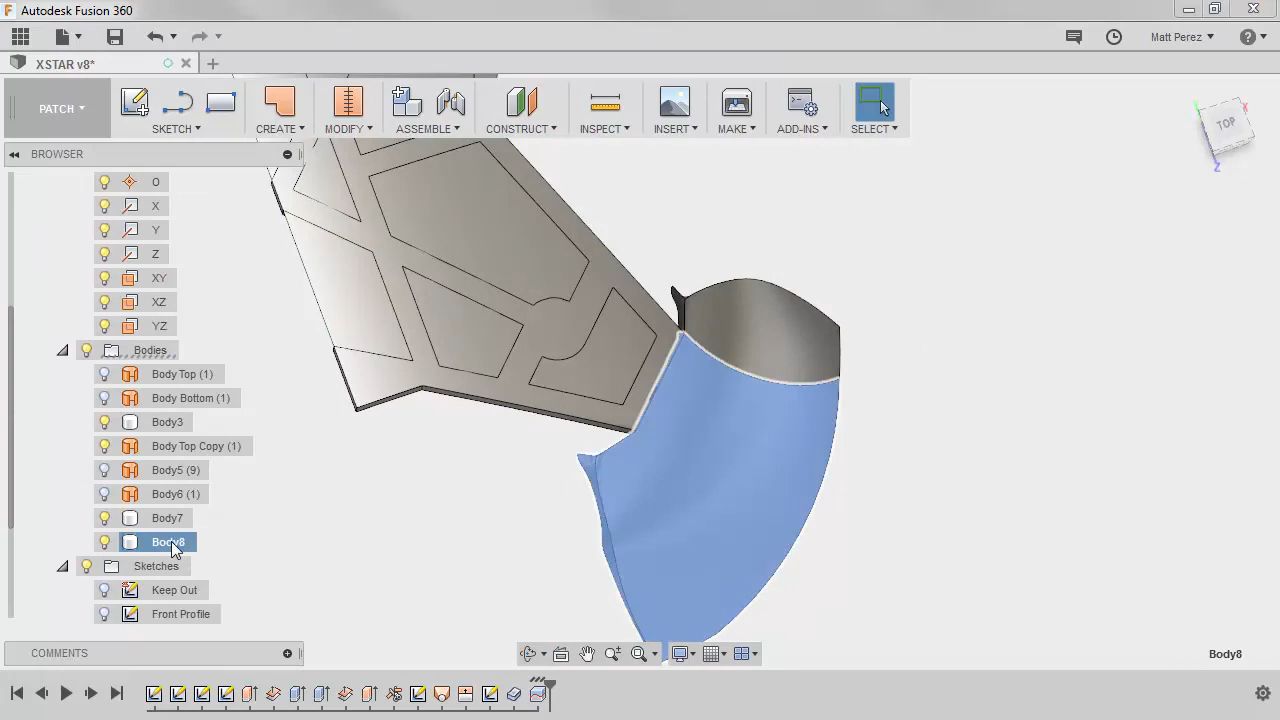 Autodesk Fusion 360
Matt Perez
XSTAR v8*
PATCH
SKETCH
CREATE
MODIFY
ASSEMBLE
CONSTRUCT
INSPECT
INSERT
MAKE
ADD-INS
SELECT
TOP
X
Y
Z
BROWSER
O
X
Y
Z
XY
XZ
YZ
Bodies
Body Top (1)
Body Bottom (1)
Body3
Body Top Copy (1)
Body5 (9)
Body6 (1)
Body7
Body8
Sketches
Keep Out
Front Profile
COMMENTS
Body8